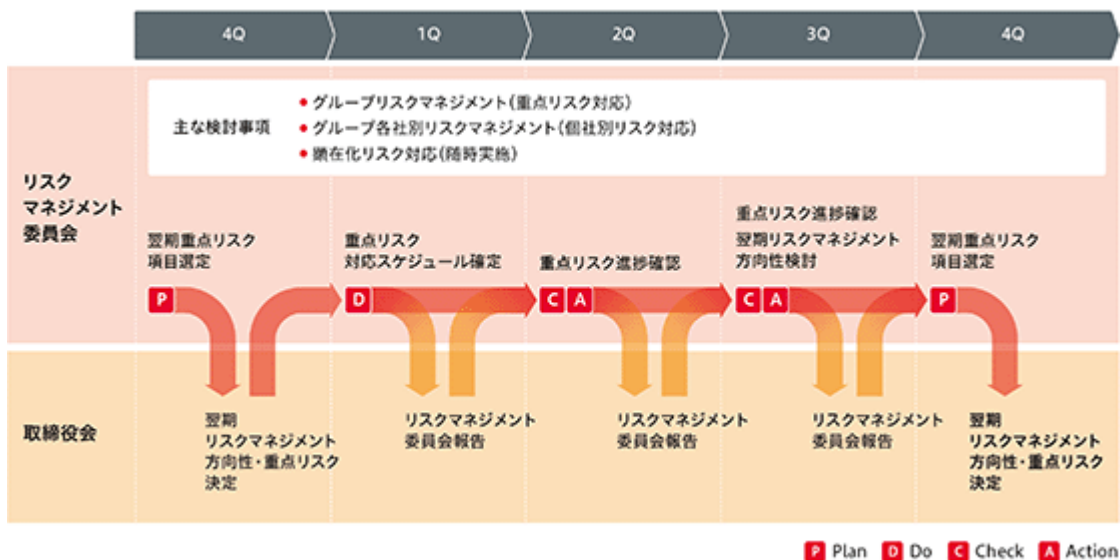 4Q
1Q
2Q
3Q
4Q
主な検討事項
● グループリスクマネジメント(重点リスク対応)
● グループ各社別リスクマネジメント(個社別リスク対応)
● 顕在化リスク対応(随時実施)
リスク
マネジメント
委員会
翌期重点リスク
項目選定
重点リスク
対応スケジュール確定
重点リスク進捗確認
重点リスク進捗確認
翌期リスクマネジメント
方向性検討
翌期重点リスク
項目選定
P
D
C A
C A
P
取締役会
翌期
リスクマネジメント
方向性・重点リスク
決定
リスクマネジメント
委員会報告
リスクマネジメント
委員会報告
リスクマネジメント
委員会報告
翌期
リスクマネジメント
方向性・重点リスク
決定
P Plan D Do C Check A Action